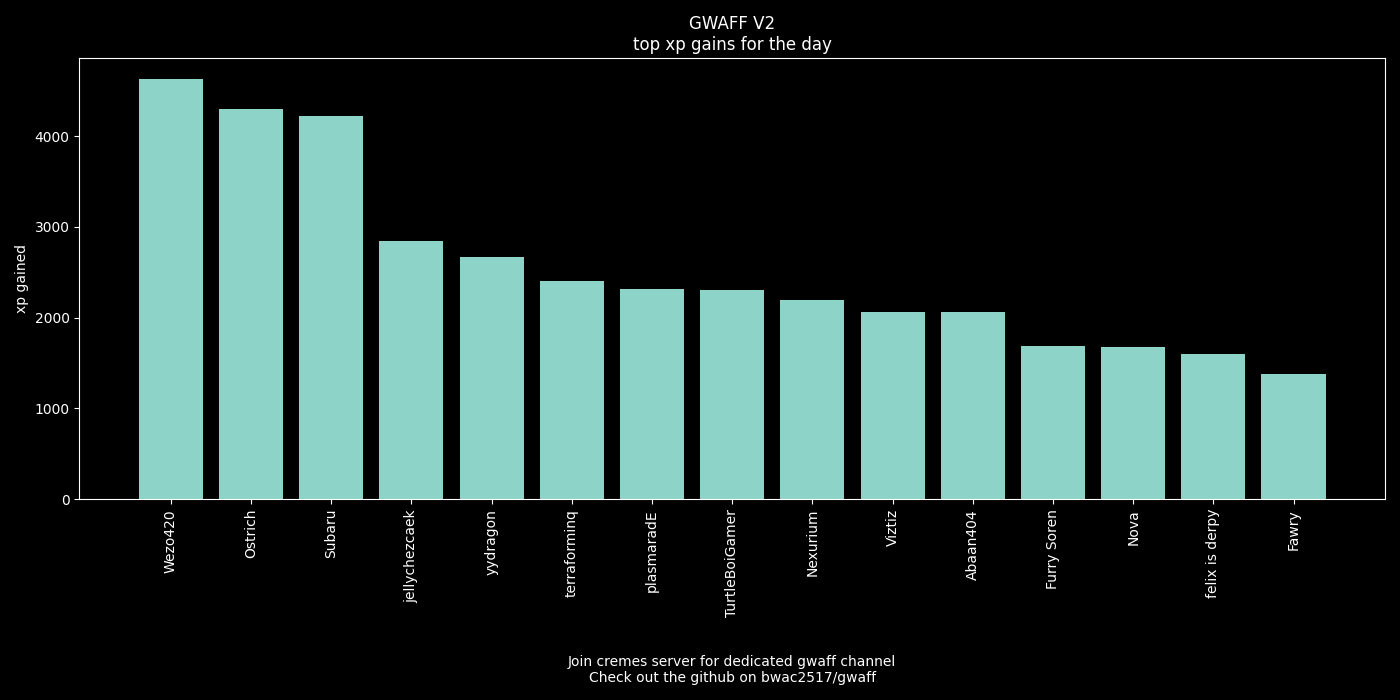 GWAFF V2
top xp gains for the day
xp gained
4000
3000
2000
1000
0
Wezo420
Ostrich
Subaru
jellychezcaek
yydragon
terraforminq
plasmaradE
TurtleBoiGamer
Nexurium
Viztiz
Abaan404
Furry Soren
Nova
felix is derpy
Fawry
Join cremes server for dedicated gwaff channel
Check out the github on bwac2517/gwaff